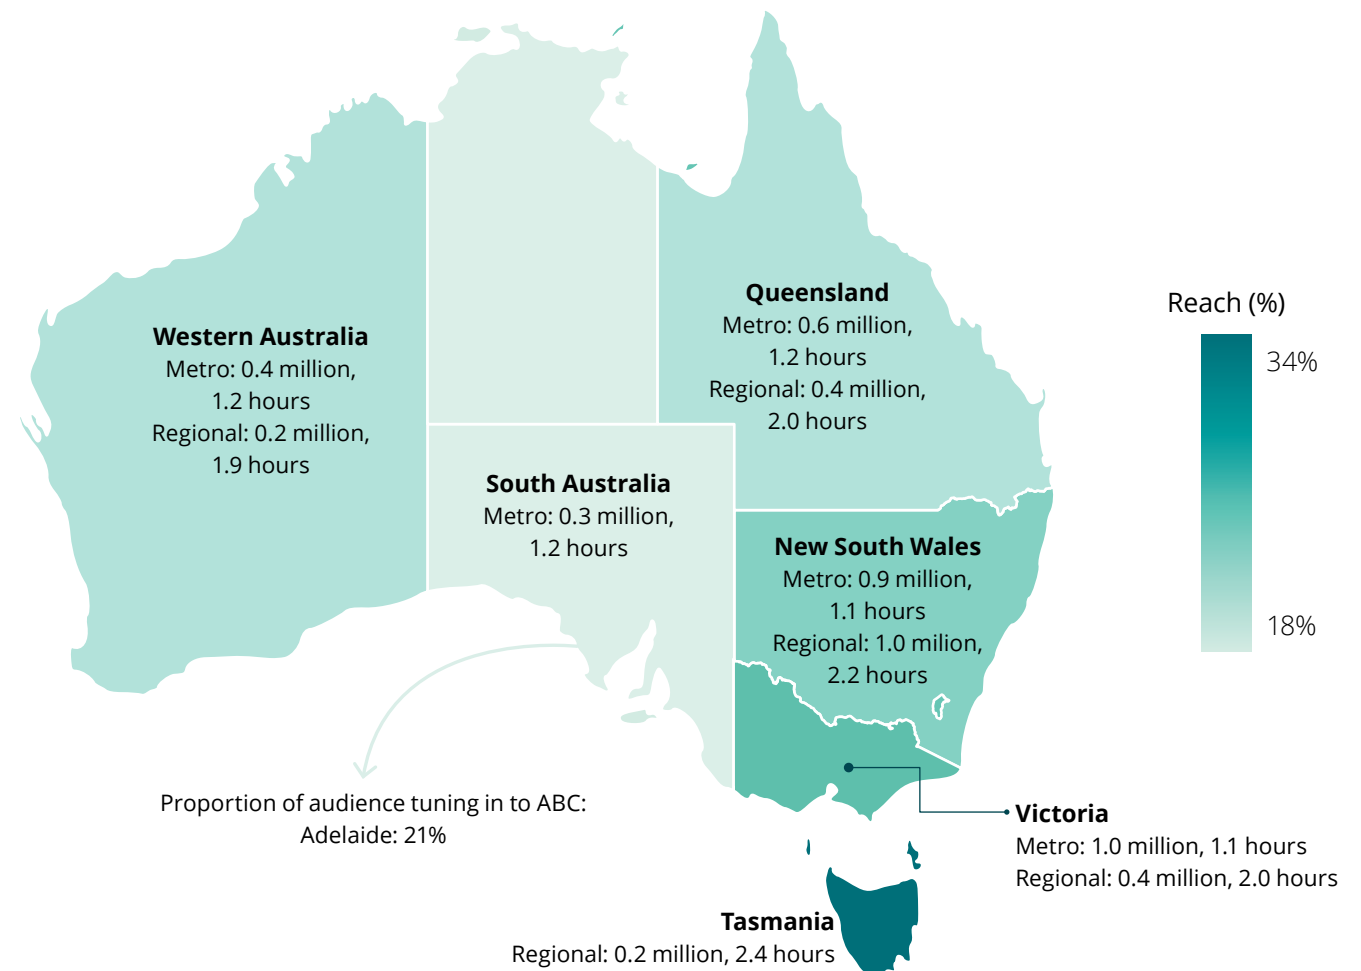 Western Australia
Metro: 0.4 million,
1.2 hours
Regional: 0.2 million,
1.9 hours
Queensland
Metro: 0.6 million,
1.2 hours
Regional: 0.4 million,
2.0 hours
South Australia
Metro: 0.3 million,
1.2 hours
New South Wales
Metro: 0.9 million,
1.1 hours
Regional: 1.0 milion,
2.2 hours
Reach (%)
34%
18%
Proportion of audience tuning in to ABC:
Adelaide: 21%
Victoria
Metro: 1.0 million, 1.1 hours
Regional: 0.4 million, 2.0 hours
Tasmania
Regional: 0.2 million, 2.4 hours